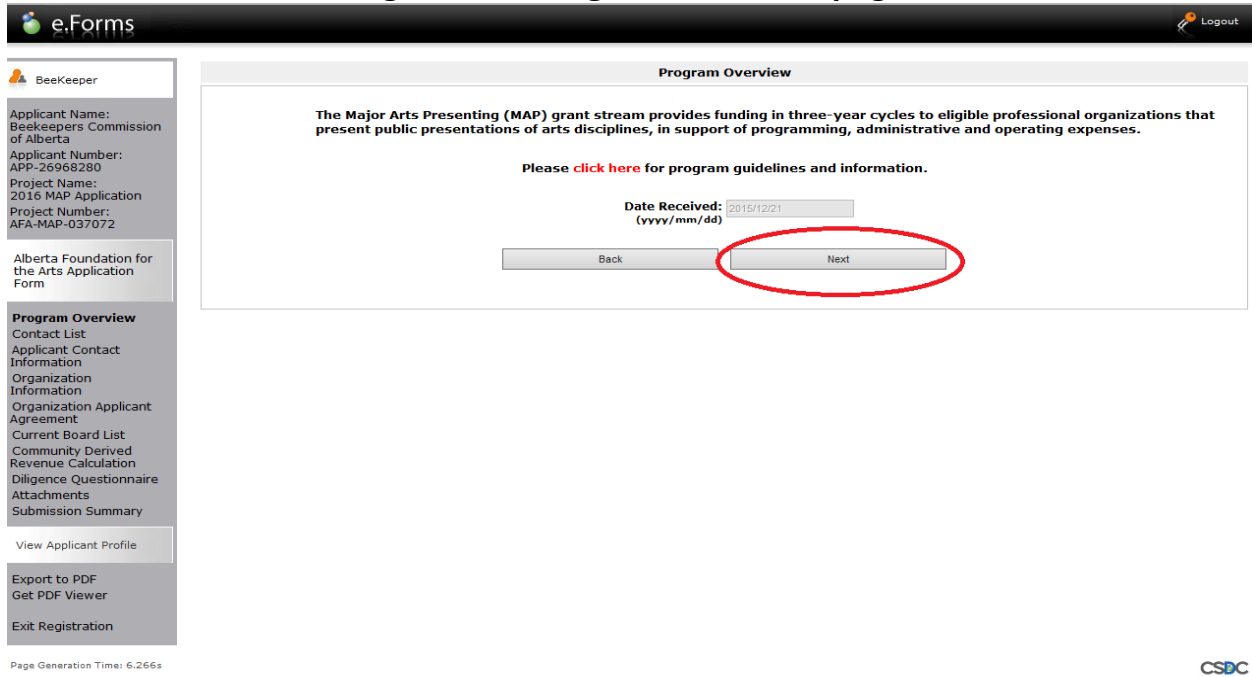 e.Forms
Logout
BeeKeeper
Applicant Name:
Beekeepers Commission
of Alberta
Applicant Number:
APP-26968280
Project Name:
2016 MAP Application
Project Number:
AFA-MAP-037072
Alberta Foundation for
the Arts Application
Form
Program Overview
Contact List
Applicant Contact
Information
Organization
Information
Organization Applicant
Agreement
Current Board List
Community Derived
Revenue Calculation
Diligence Questionnaire
Attachments
Submission Summary
View Applicant Profile
Export to PDF
Get PDF Viewer
Exit Registration
Page Generation Time: 6.266s
Program Overview
The Major Arts Presenting (MAP) grant stream provides funding in three-year cycles to eligible professional organizations that
present public presentations of arts disciplines, in support of programming, administrative and operating expenses.
Please click here for program guidelines and information.
Date Received: 2015/12/21
(yyyy/mm/dd)
Back Next
CSDC